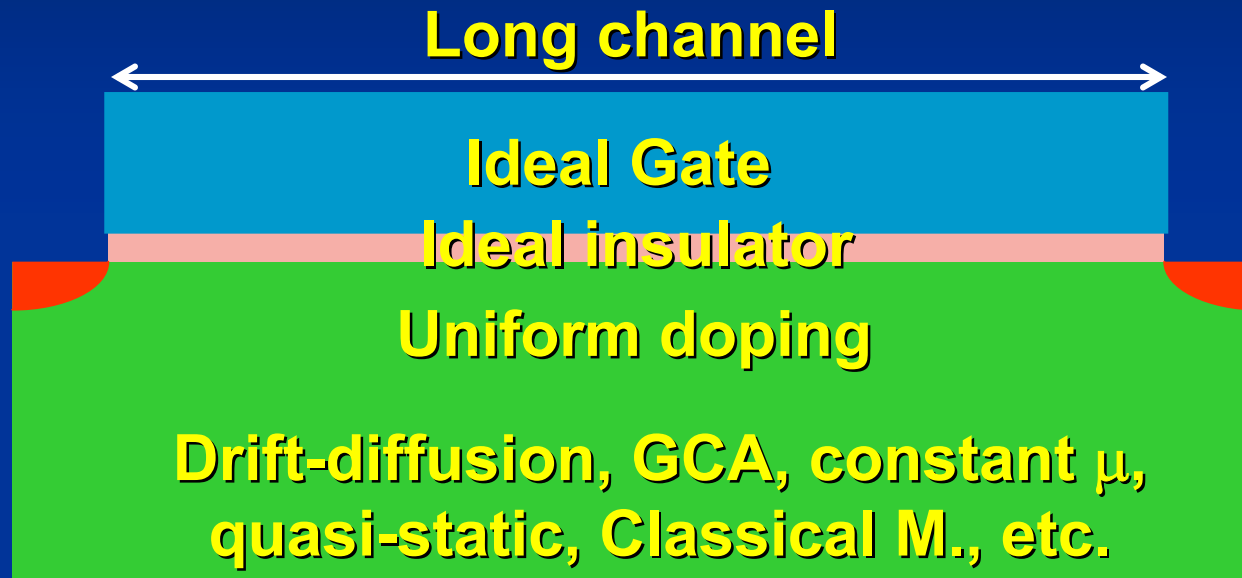 Long channel
Ideal Gate
Ideal insulator
Uniform doping
Drift-diffusion, GCA, constant μ,
quasi-static, Classical M., etc.